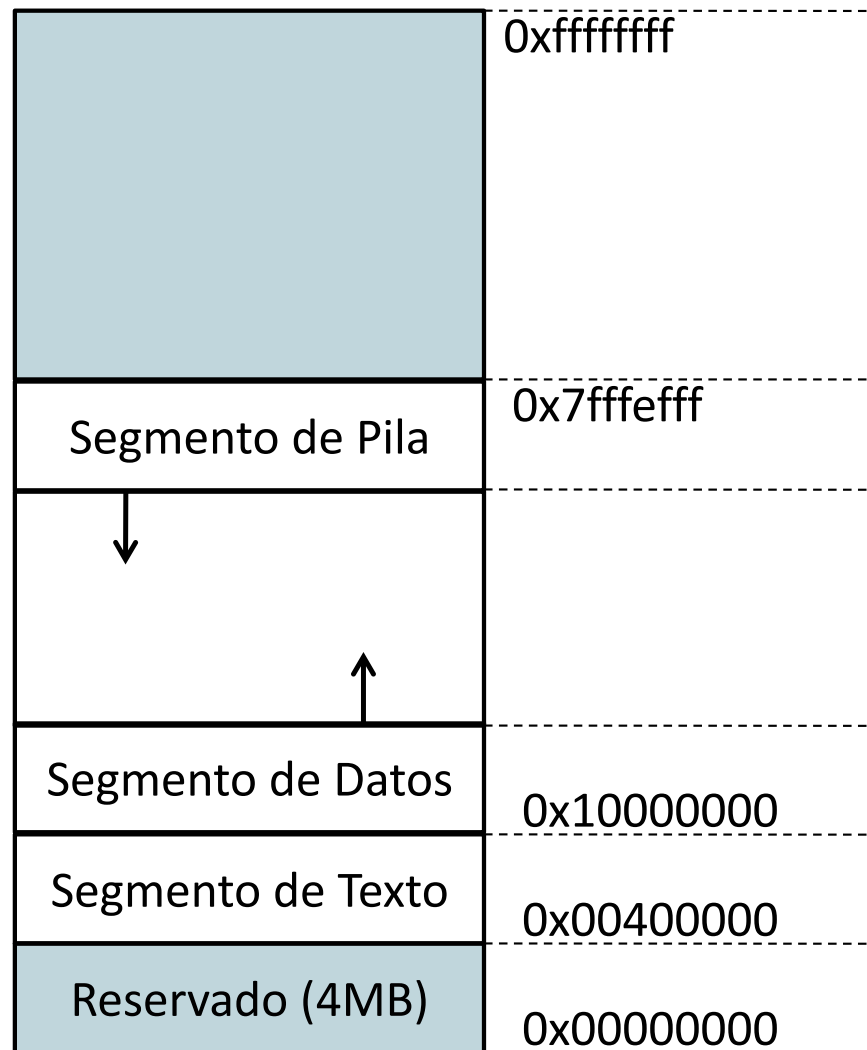 0xffffffff
0x7fffefff
Segmento de Pila
Segmento de Datos
0x10000000
Segmento de Texto
0x00400000
Reservado (4MB)
0x00000000